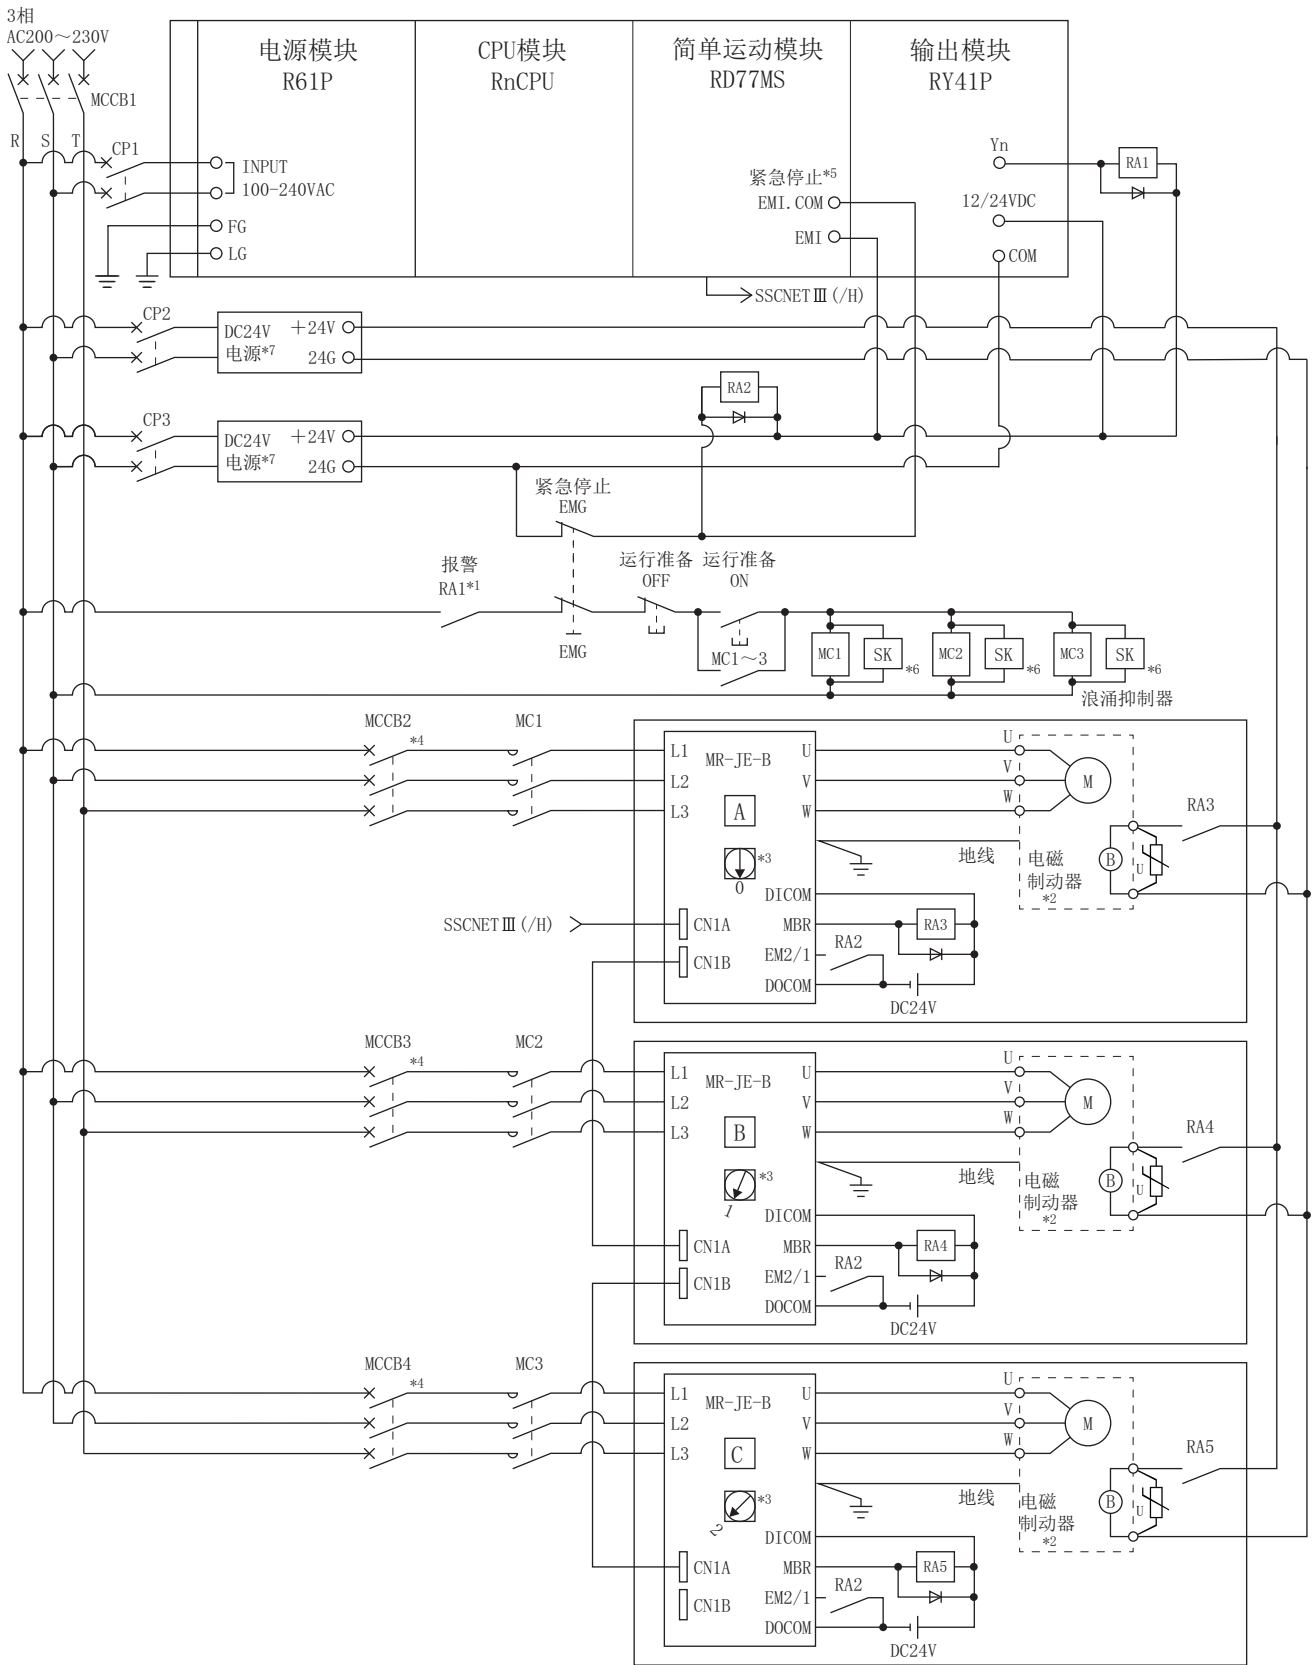 3相
AC200～230V
MCCB1
R S T
CP1
电源模块
R61P
CPU模块
RnCPU
简单运动模块
RD77MS
输出模块
RY41P
INPUT
100-240VAC
FG
LG
紧急停止*5
EMI.COM
EMI
Yn
12/24VDC
COM
RA1
SSCNETⅢ(/H)
CP2
DC24V
电源*7
+24V
24G
RA2
CP3
DC24V
电源*7
+24V
24G
紧急停止
EMG
报警
RA1*1
EMG
运行准备
OFF
运行准备
ON
MC1～3
MC1
SK
*6
MC2
SK
*6
MC3
SK
*6
浪涌抑制器
MCCB2
*4
MC1
L1
L2
L3
MR-JE-B
A
*3
0
U
V
W
U
V
W
M
地线
电磁
制动器
*2
B
U
RA3
SSCNETⅢ(/H)
CN1A
CN1B
DICOM
MBR
EM2/1
DOCOM
RA3
RA2
DC24V
MCCB3
*4
MC2
L1
L2
L3
MR-JE-B
B
*3
1
U
V
W
U
V
W
M
地线
电磁
制动器
*2
B
U
RA4
CN1A
CN1B
DICOM
MBR
EM2/1
DOCOM
RA4
RA2
DC24V
MCCB4
*4
MC3
L1
L2
L3
MR-JE-B
C
*3
2
U
V
W
U
V
W
M
地线
电磁
制动器
*2
B
U
RA5
CN1A
CN1B
DICOM
MBR
EM2/1
DOCOM
RA5
RA2
DC24V